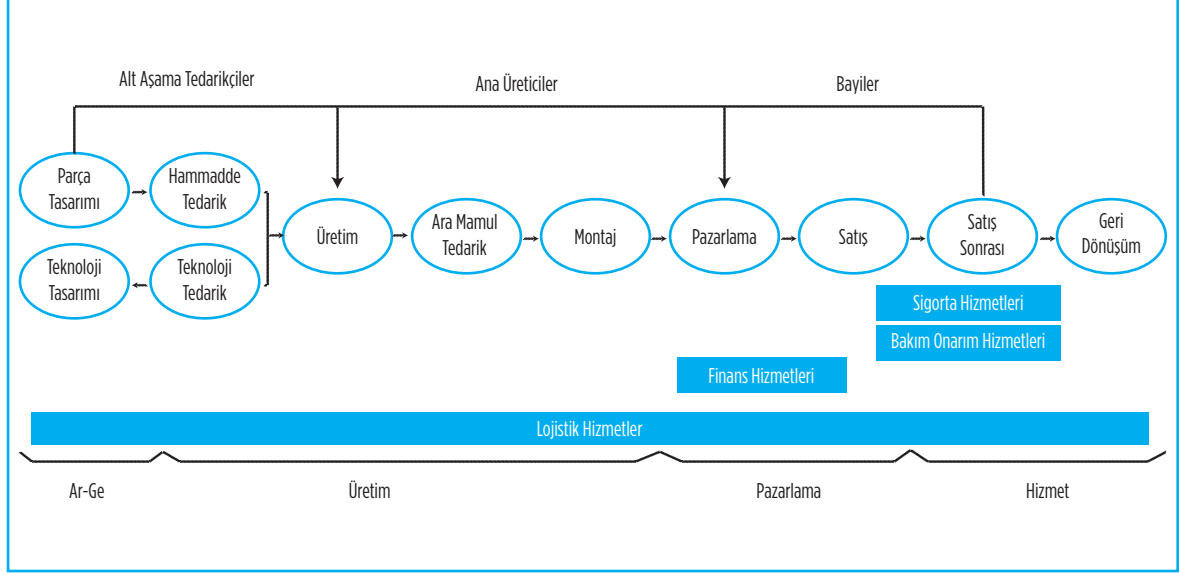 Alt Aşama Tedarikçiler
Ana Üreticiler
Bayiler
Parça
Tasarımı
Hammadde
Tedarik
Teknoloji
Tasarımı
Teknoloji
Tedarik
Üretim
Ara Mamul
Tedarik
Montaj
Pazarlama
Satış
Satış
Sonrası
Geri
Dönüşüm
Sigorta Hizmetleri
Bakım Onarım Hizmetleri
Finans Hizmetleri
Lojistik Hizmetler
Ar-Ge
Üretim
Pazarlama
Hizmet